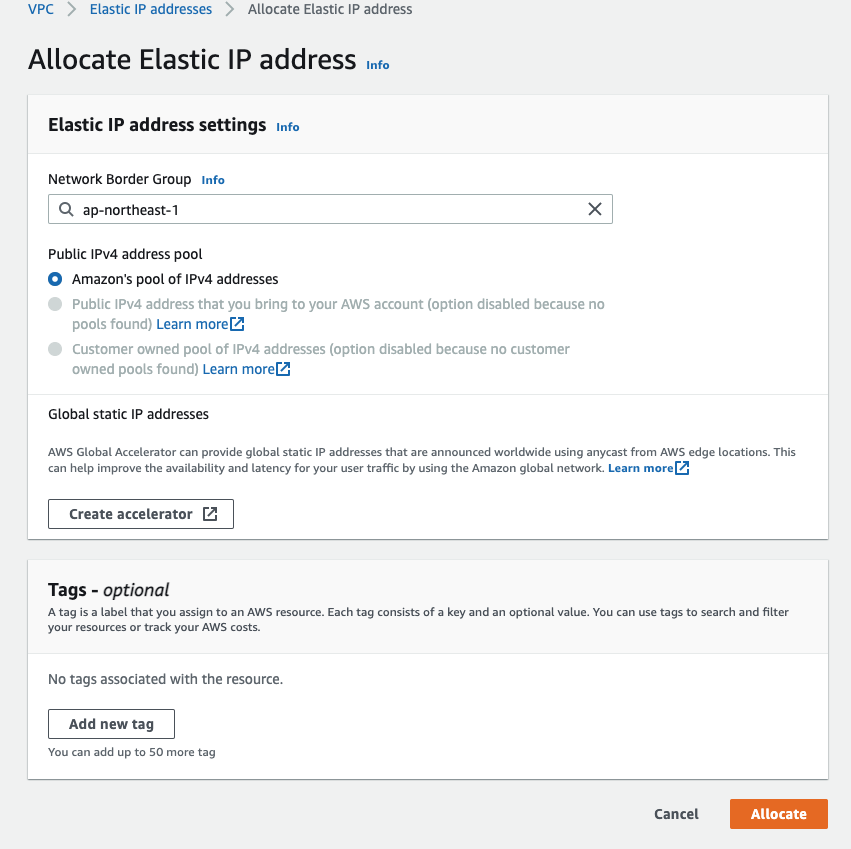 VPC > Elastic IP addresses > Allocate Elastic IP address
Allocate Elastic IP address Info
Elastic IP address settings Info
Network Border Group Info
ap-northeast-1
Public IPv4 address pool
Amazon's pool of IPv4 addresses
Public IPv4 address that you bring to your AWS account (option disabled because no
pools found) Learn more
Customer owned pool of IPv4 addresses (option disabled because no customer
owned pools found) Learn more
Global static IP addresses
AWS Global Accelerator can provide global static IP addresses that are announced worldwide using anycast from AWS edge locations. This
can help improve the availability and latency for your user traffic by using the Amazon global network. Learn more
Create accelerator
Tags - optional
A tag is a label that you assign to an AWS resource. Each tag consists of a key and an optional value. You can use tags to search and filter
your resources or track your AWS costs.
No tags associated with the resource.
Add new tag
You can add up to 50 more tag
Cancel Allocate